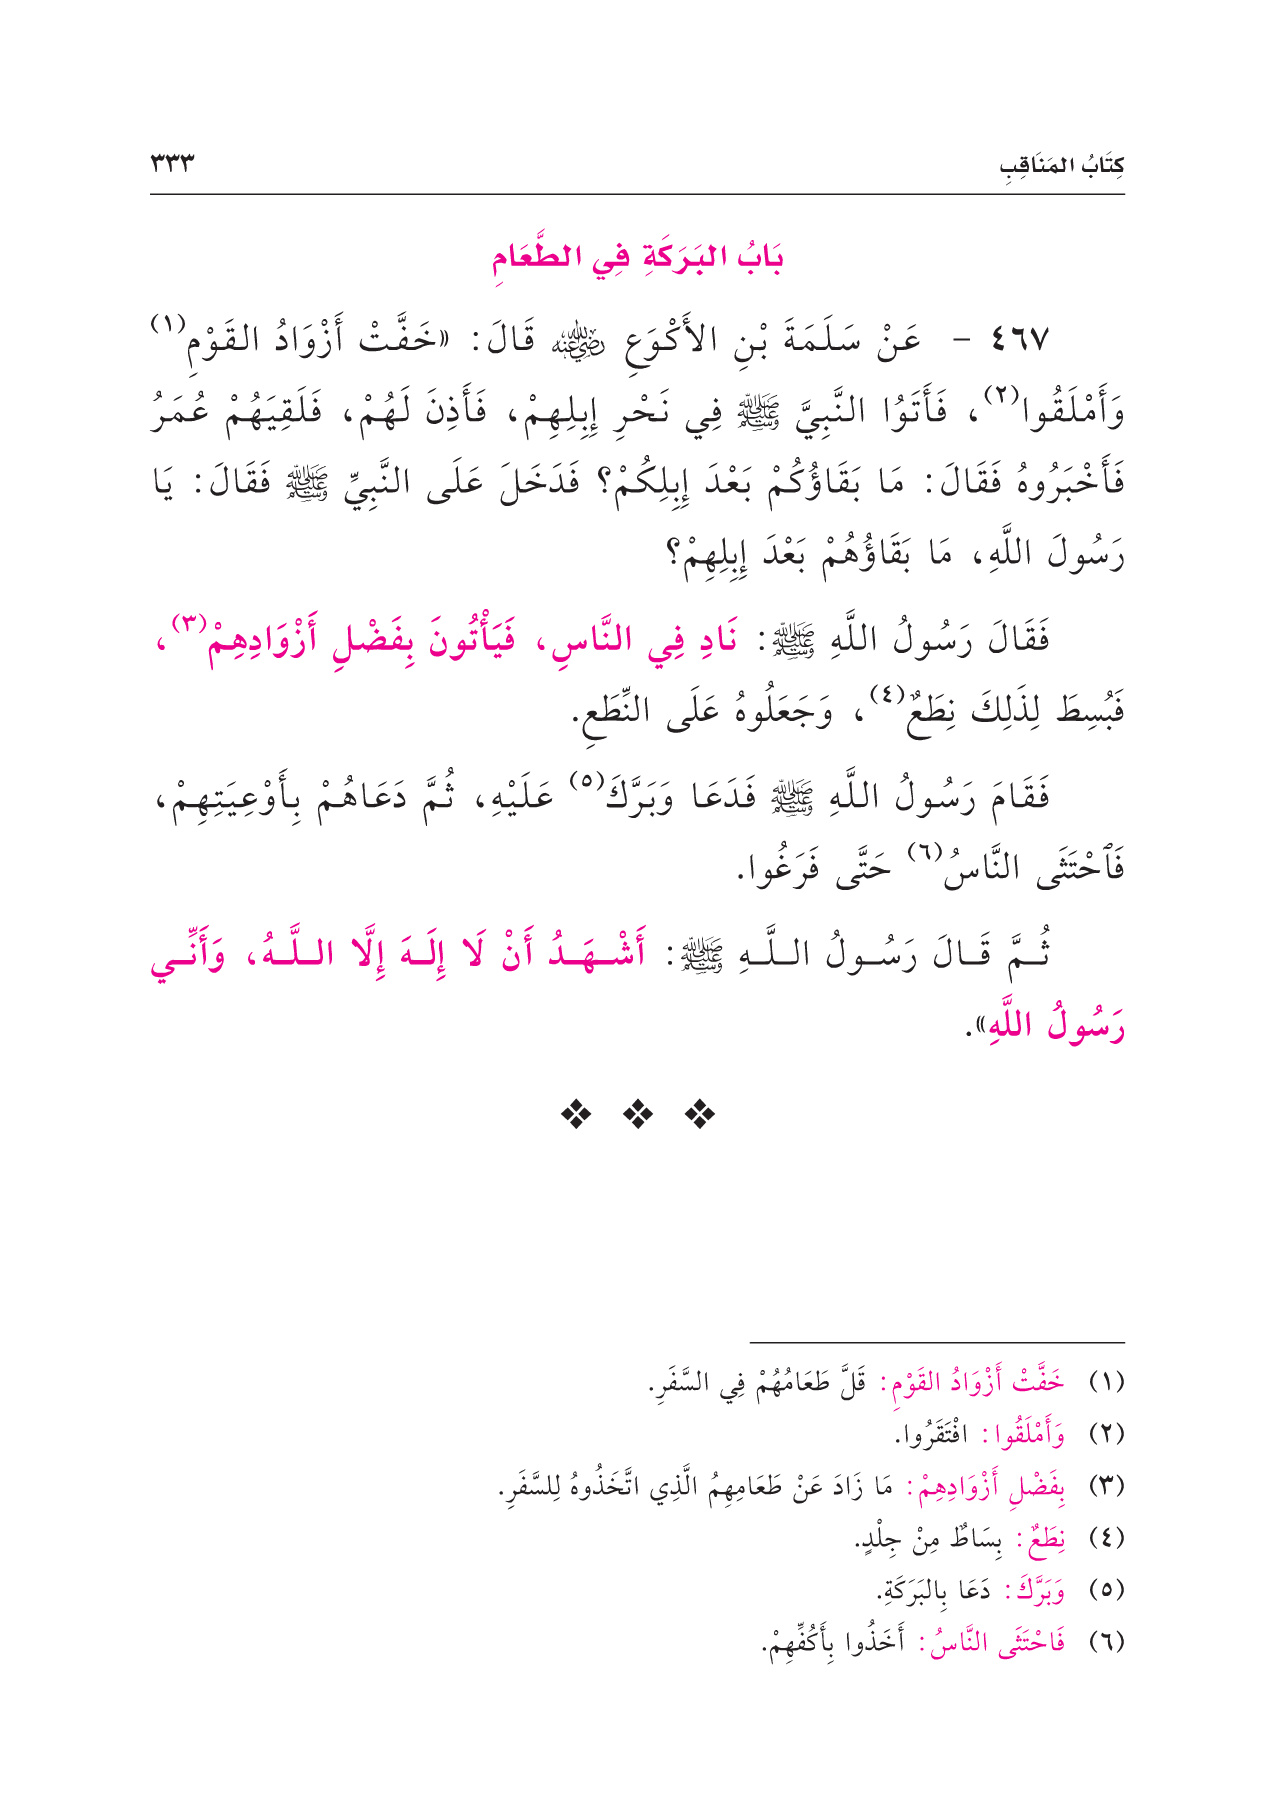 كِتَابُ المَنَاقِبِ ٣٣٣
بَابُ البَرَكَةِ فِي الطَّعَامِ
٤٦٧ - عَنْ سَلَمَةَ بْنِ الأَكْوَعِ رضي الله عنه قَالَ: «خَفَّتْ أَزْوَادُ القَوْمِ(١)
وَأَمْلَقُوا(٢)، فَأَتَوُا النَّبِيَّ ﷺ فِي نَحْرِ إِبِلِهِمْ، فَأَذِنَ لَهُمْ، فَلَقِيَهُمْ عُمَرُ
فَأَخْبَرُوهُ فَقَالَ: مَا بَقَاؤُكُمْ بَعْدَ إِبِلِكُمْ؟ فَدَخَلَ عَلَى النَّبِيِّ ﷺ فَقَالَ: يَا
رَسُولَ اللَّهِ، مَا بَقَاؤُهُمْ بَعْدَ إِبِلِهِمْ؟
فَقَالَ رَسُولُ اللَّهِ ﷺ: نَادِ فِي النَّاسِ، فَيَأْتُونَ بِفَضْلِ أَزْوَادِهِمْ(٣)،
فَبُسِطَ لِذَلِكَ نِطَعٌ(٤)، وَجَعَلُوهُ عَلَى النِّطَعِ.
فَقَامَ رَسُولُ اللَّهِ ﷺ فَدَعَا وَبَرَّكَ(٥) عَلَيْهِ، ثُمَّ دَعَاهُمْ بِأَوْعِيَتِهِمْ،
فَٱحْتَثَى النَّاسُ(٦) حَتَّى فَرَغُوا.
ثُمَّ قَالَ رَسُولُ اللَّهِ ﷺ: أَشْهَدُ أَنْ لَا إِلَهَ إِلَّا اللَّهُ، وَأَنِّي
رَسُولُ اللَّهِ».
(١) خَفَّتْ أَزْوَادُ القَوْمِ: قَلَّ طَعَامُهُمْ فِي السَّفَرِ.
(٢) وَأَمْلَقُوا: افْتَقَرُوا.
(٣) بِفَضْلِ أَزْوَادِهِمْ: مَا زَادَ عَنْ طَعَامِهِمُ الَّذِي اتَّخَذُوهُ لِلسَّفَرِ.
(٤) نِطَعٌ: بِسَاطٌ مِنْ جِلْدٍ.
(٥) وَبَرَّكَ: دَعَا بِالبَرَكَةِ.
(٦) فَاحْتَثَى النَّاسُ: أَخَذُوا بِأَكُفِّهِمْ.